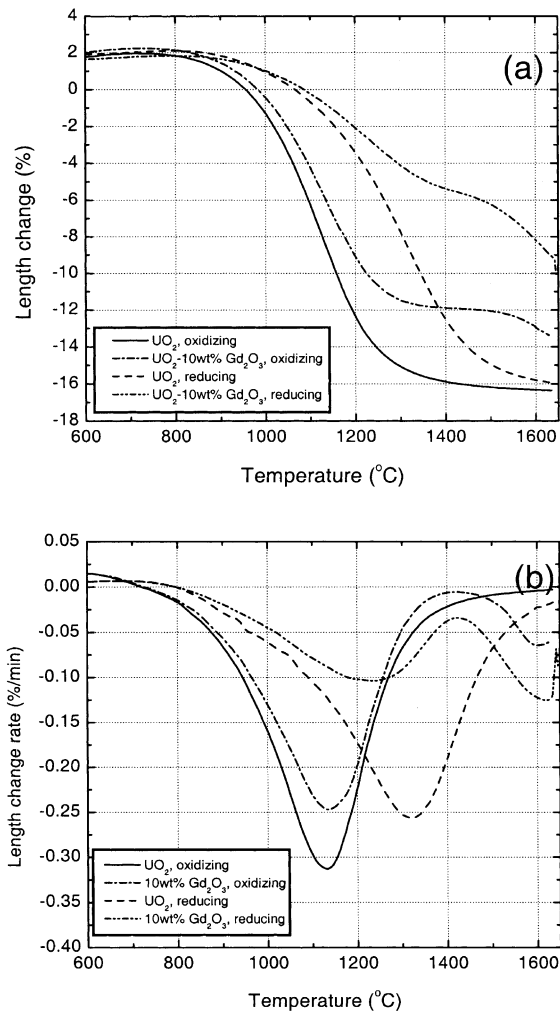 4
2
0
-2
-4
-6
-8
-10
-12
-14
-16
-18
Length change (%)
(a)
UO₂, oxidizing
UO₂-10wt% Gd₂O₃, oxidizing
UO₂, reducing
UO₂-10wt% Gd₂O₃, reducing
600 800 1000 1200 1400 1600
Temperature (°C)
0.05
0.00
-0.05
-0.10
-0.15
-0.20
-0.25
-0.30
-0.35
-0.40
Length change rate (%/min)
(b)
UO₂, oxidizing
10wt% Gd₂O₃, oxidizing
UO₂, reducing
10wt% Gd₂O₃, reducing
600 800 1000 1200 1400 1600
Temperature (°C)